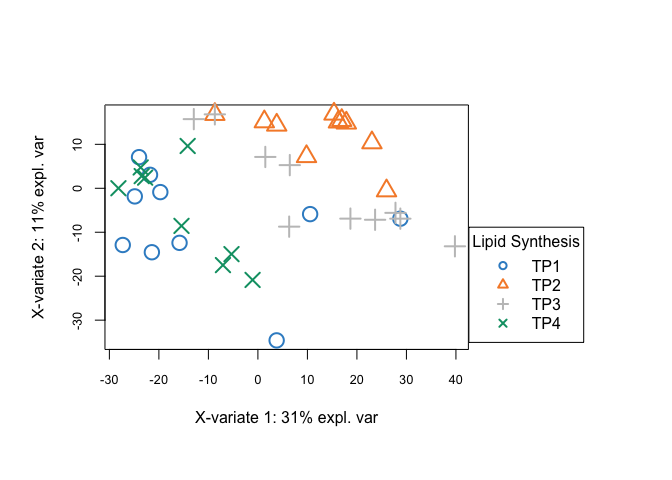 X-variate 2: 11% expl. var
10
0
-10
-20
-30
-30 -20 -10 0 10 20 30 40
X-variate 1: 31% expl. var
Lipid Synthesis
TP1
TP2
TP3
TP4